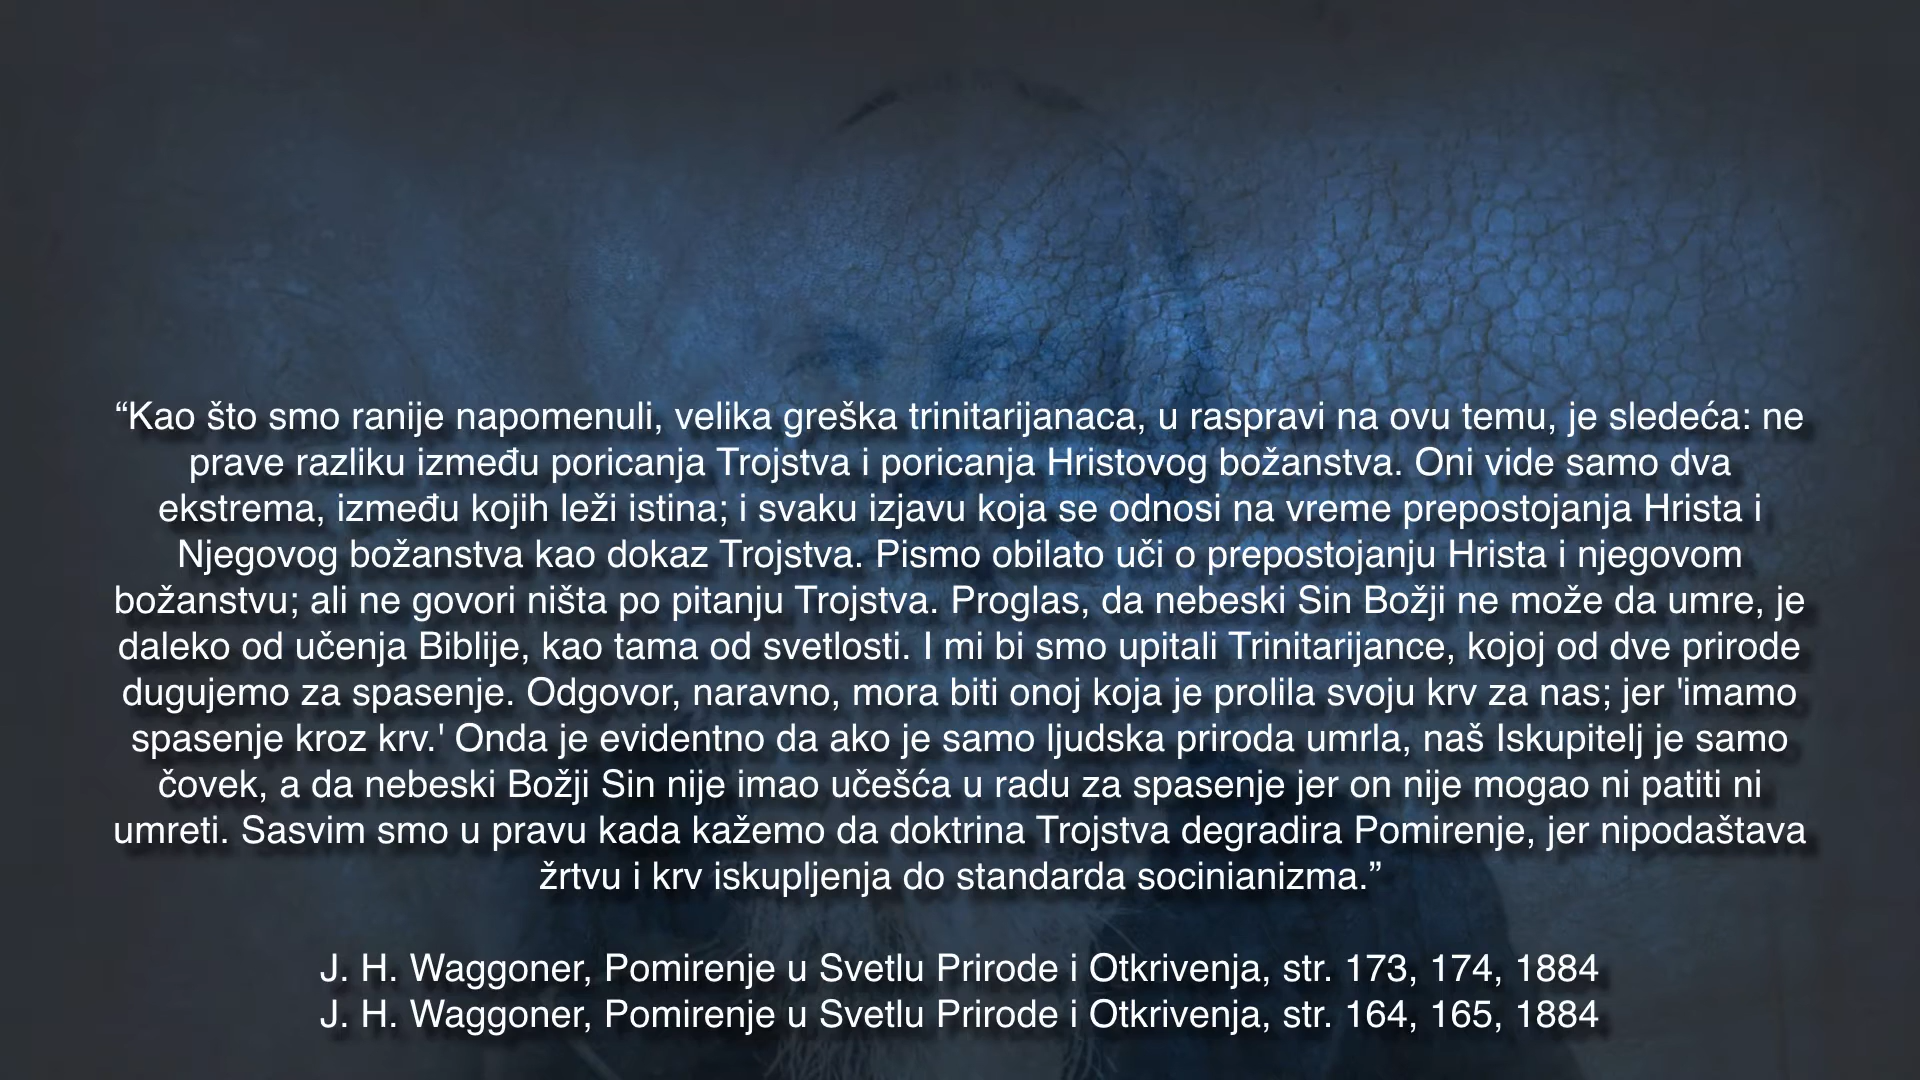 “Kao što smo ranije napomenuli, velika greška trinitarijanaca, u raspravi na ovu temu, je sledeća: ne
prave razliku između poricanja Trojstva i poricanja Hristovog božanstva. Oni vide samo dva
ekstrema, između kojih leži istina; i svaku izjavu koja se odnosi na vreme prepostojanja Hrista i
Njegovog božanstva kao dokaz Trojstva. Pismo obilato uči o prepostojanju Hrista i njegovom
božanstvu; ali ne govori ništa po pitanju Trojstva. Proglas, da nebeski Sin Božji ne može da umre, je
daleko od učenja Biblije, kao tama od svetlosti. I mi bi smo upitali Trinitarijance, kojoj od dve prirode
dugujemo za spasenje. Odgovor, naravno, mora biti onoj koja je prolila svoju krv za nas; jer 'imamo
spasenje kroz krv.' Onda je evidentno da ako je samo ljudska priroda umrla, naš Iskupitelj je samo
čovek, a da nebeski Božji Sin nije imao učešća u radu za spasenje jer on nije mogao ni patiti ni
umreti. Sasvim smo u pravu kada kažemo da doktrina Trojstva degradira Pomirenje, jer nipodaštava
žrtvu i krv iskupljenja do standarda socinianizma.”
J. H. Waggoner, Pomirenje u Svetlu Prirode i Otkrivenja, str. 173, 174, 1884
J. H. Waggoner, Pomirenje u Svetlu Prirode i Otkrivenja, str. 164, 165, 1884